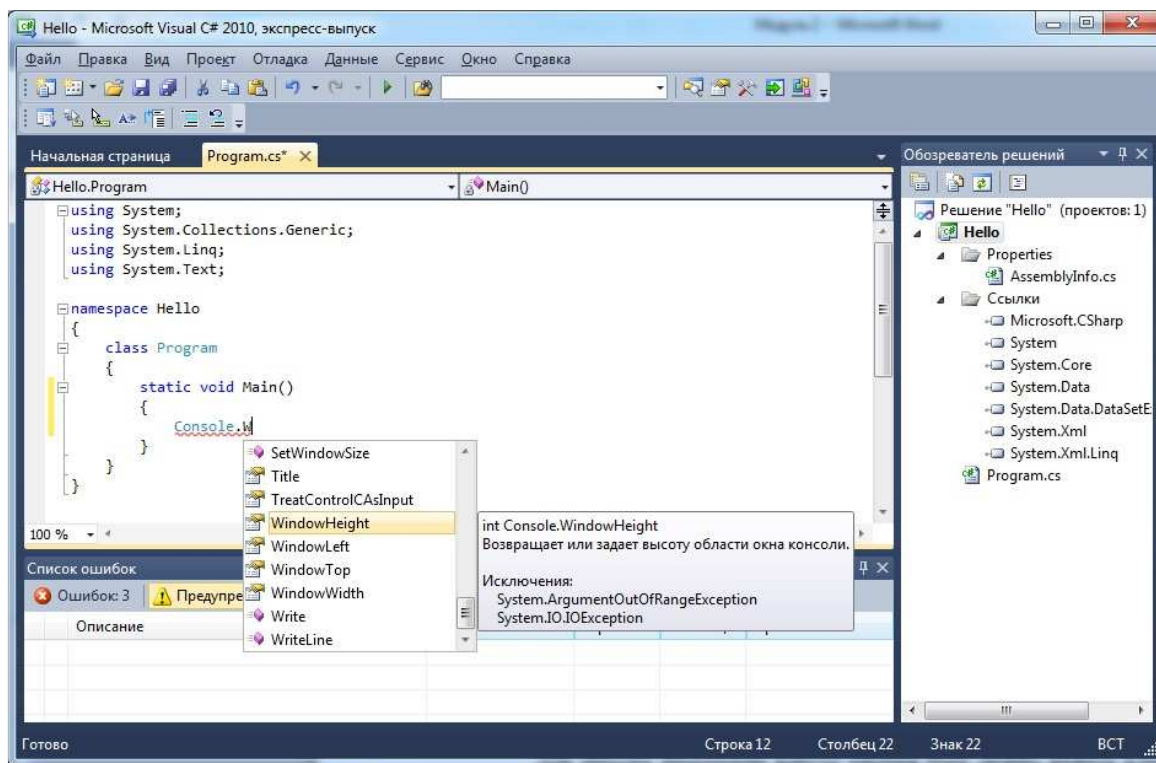 Hello - Microsoft Visual C# 2010, экспресс-выпуск
Файл Правка Вид Проект Отладка Данные Сервис Окно Справка
Начальная страница Program.cs*
Hello.Program Main()
using System;
using System.Collections.Generic;
using System.Linq;
using System.Text;
namespace Hello
{
class Program
{
static void Main()
{
Console.W
}
}
}
SetWindowSize
Title
TreatControlCAsInput
WindowHeight
WindowLeft
WindowTop
WindowWidth
Write
WriteLine
int Console.WindowHeight
Возвращает или задает высоту области окна консоли.
Исключения:
System.ArgumentOutOfRangeException
System.IO.IOException
100 %
Список ошибок
Ошибок: 3 Предупре
Описание
Обозреватель решений
Решение "Hello" (проектов: 1)
Hello
Properties
AssemblyInfo.cs
Ссылки
Microsoft.CSharp
System
System.Core
System.Data
System.Data.DataSetE
System.Xml
System.Xml.Linq
Program.cs
Готово Строка 12 Столбец 22 Знак 22 ВСТ